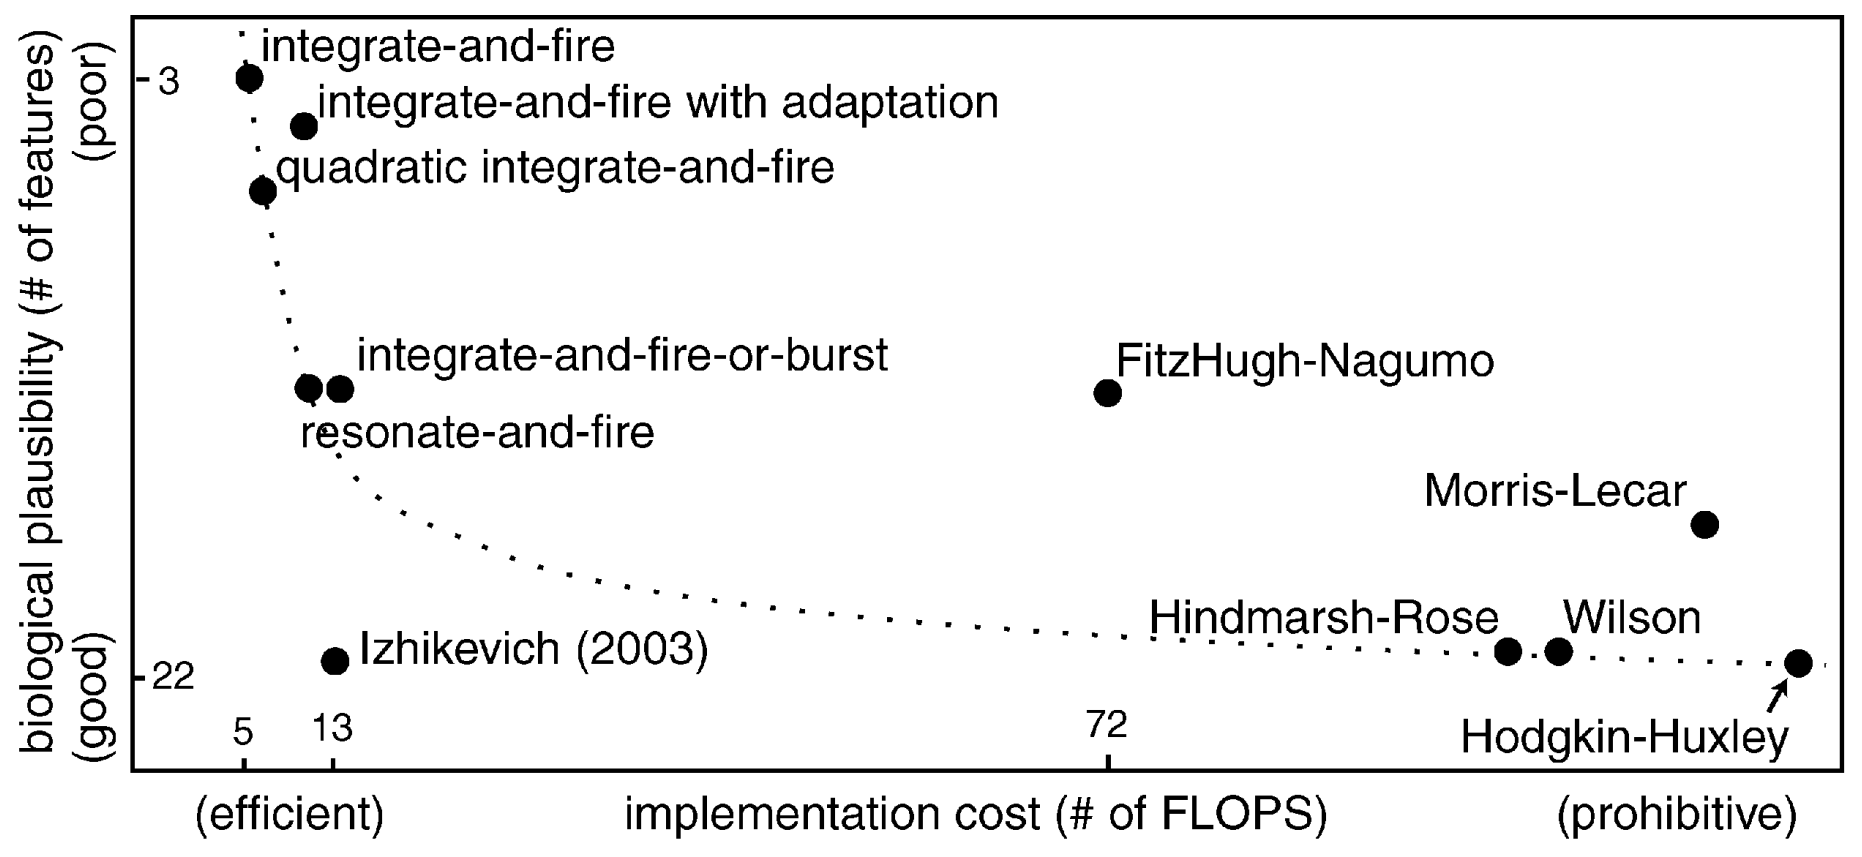 integrate-and-fire
3
integrate-and-fire with adaptation
quadratic integrate-and-fire
integrate-and-fire-or-burst
FitzHugh-Nagumo
resonate-and-fire
Morris-Lecar
Hindmarsh-Rose
Wilson
Izhikevich (2003)
22
Hodgkin-Huxley
5
13
72
(efficient)
implementation cost (# of FLOPS)
(prohibitive)
biological plausibility (# of features)
(good)
(poor)